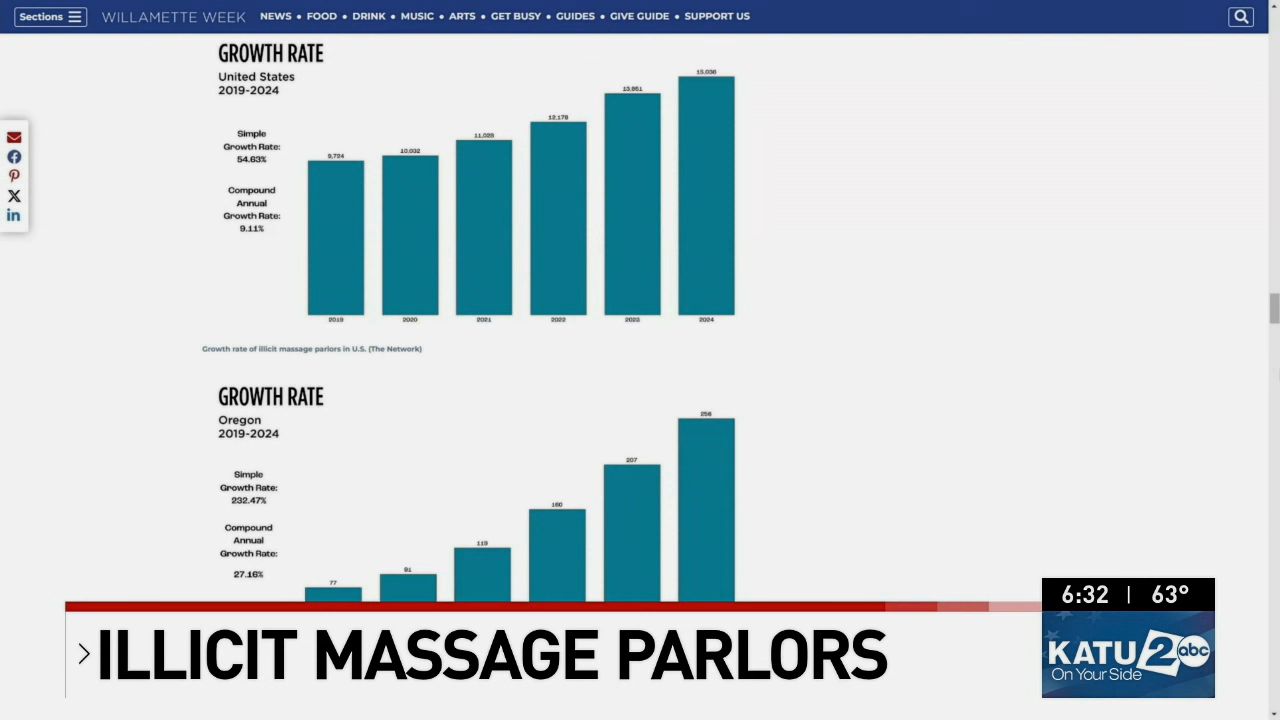 Sections
WILLAMETTE WEEK
NEWS • FOOD • DRINK • MUSIC • ARTS • GET BUSY • GUIDES • GIVE GUIDE • SUPPORT US
GROWTH RATE
United States
2019-2024
Simple
Growth Rate:
54.63%
Compound
Annual
Growth Rate:
9.11%
9,724
10,032
11,028
12,178
13,951
15,036
2019
2020
2021
2022
2023
2024
Growth rate of illicit massage parlors in U.S. (The Network)
GROWTH RATE
Oregon
2019-2024
Simple
Growth Rate:
232.47%
Compound
Annual
Growth Rate:
27.16%
77
91
119
160
207
256
ILLICIT MASSAGE PARLORS
6:32 | 63°
KATU 2 abc
On Your Side